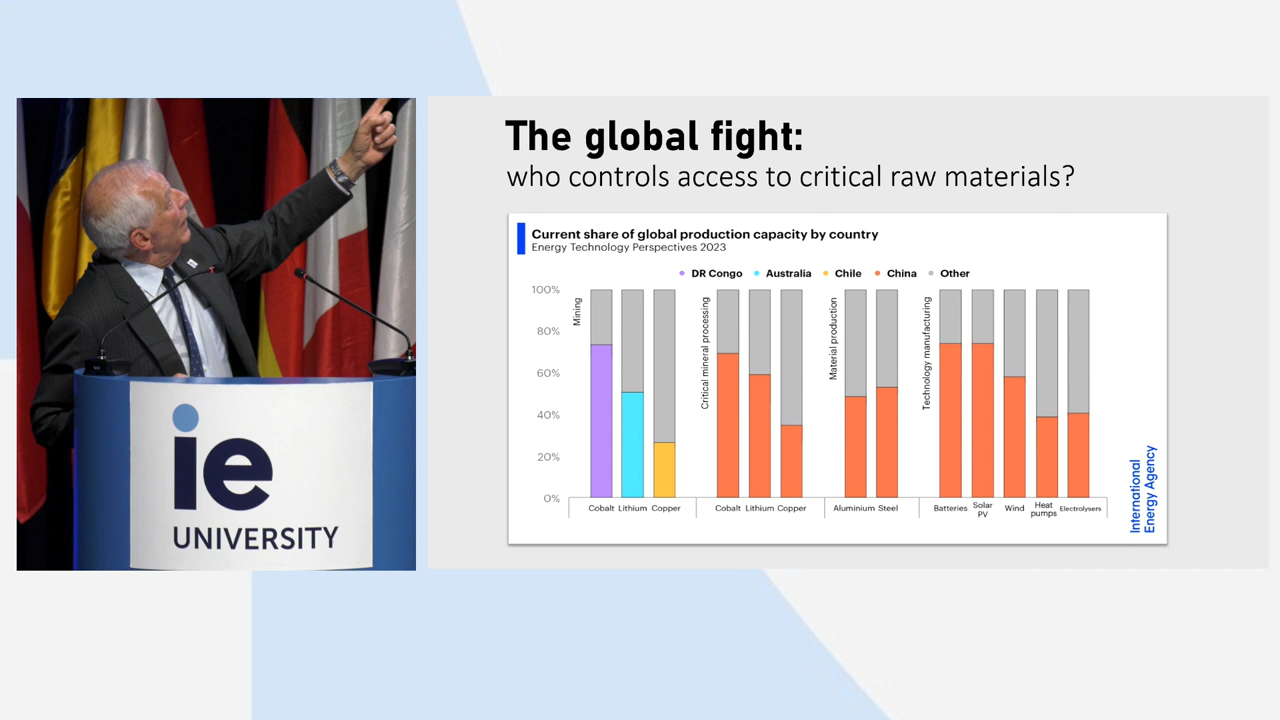 The global fight:
who controls access to critical raw materials?
Current share of global production capacity by country
Energy Technology Perspectives 2023
DR Congo Australia Chile China Other
100%
80%
60%
40%
20%
0%
Mining
Cobalt Lithium Copper
Critical mineral processing
Cobalt Lithium Copper
Material production
Aluminium Steel
Technology manufacturing
Batteries Solar PV Wind Heat pumps Electrolysers
International
Energy Agency
ie
UNIVERSITY